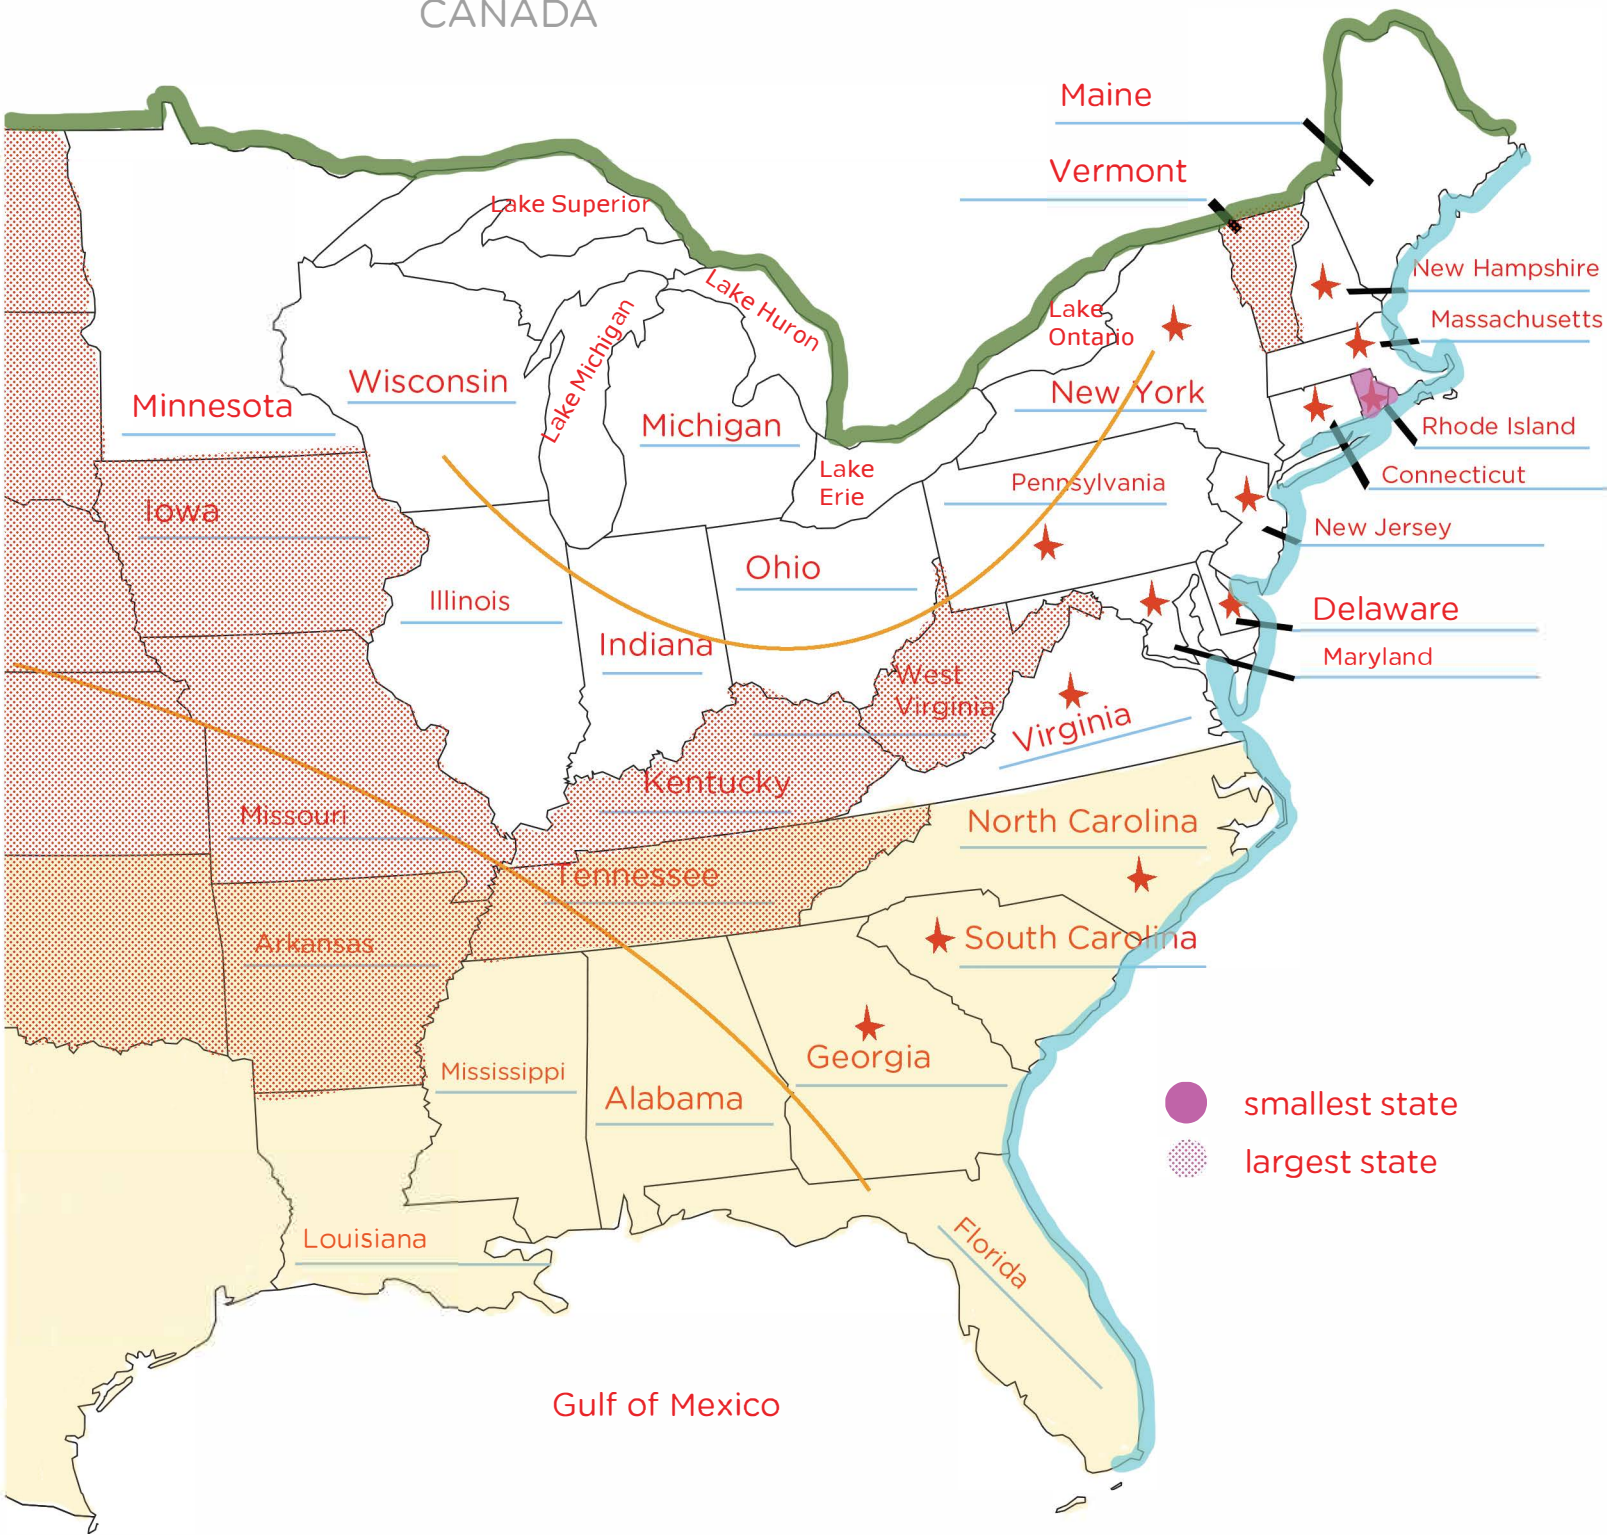 CANADA
Maine
Vermont
Lake Superior
New Hampshire
Lake Huron
Lake
Ontario
Massachusetts
Lake Michigan
Wisconsin
Minnesota
Michigan
New York
Rhode Island
Lake
Erie
Pennsylvania
Connecticut
Iowa
New Jersey
Ohio
Illinois
Delaware
Indiana
Maryland
West
Virginia
Virginia
Kentucky
Missouri
North Carolina
Tennessee
Arkansas
South Carolina
Georgia
Mississippi
Alabama
smallest state
largest state
Louisiana
Florida
Gulf of Mexico